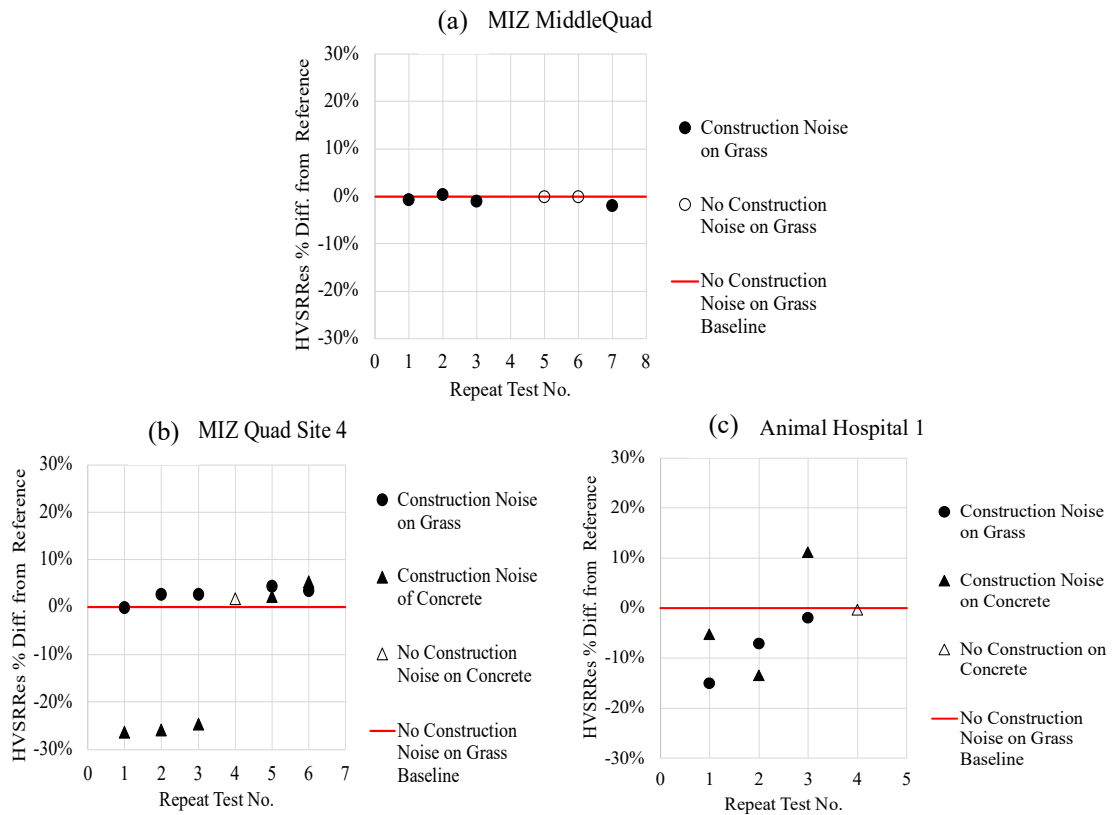 (a) MIZ MiddleQuad
HVSRRes % Diff. from Reference
30%
20%
10%
0%
-10%
-20%
-30%
0 1 2 3 4 5 6 7 8
Repeat Test No.
Construction Noise
on Grass
No Construction
Noise on Grass
No Construction
Noise on Grass
Baseline
(b) MIZ Quad Site 4
HVSRRes % Diff. from Reference
30%
20%
10%
0%
-10%
-20%
-30%
0 1 2 3 4 5 6 7
Repeat Test No.
Construction Noise
on Grass
Construction Noise
of Concrete
No Construction
Noise on Concrete
No Construction
Noise on Grass
Baseline
(c) Animal Hospital 1
HVSRRes % Diff. from Reference
30%
20%
10%
0%
-10%
-20%
-30%
0 1 2 3 4 5
Repeat Test No.
Construction Noise
on Grass
Construction Noise
on Concrete
No Construction on
Concrete
No Construction
Noise on Grass
Baseline